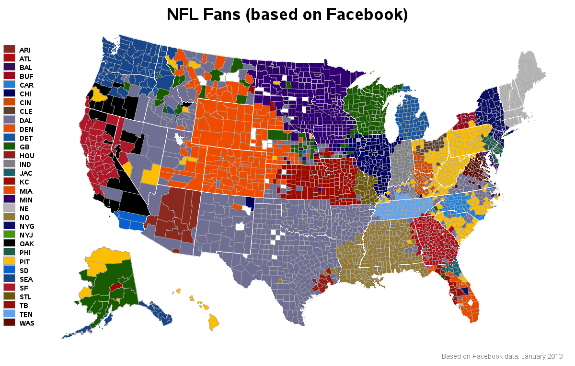 NFL Fans (based on Facebook)
ARI
ATL
BAL
BUF
CAR
CHI
CIN
CLE
DAL
DEN
DET
GB
HOU
IND
JAC
KC
MIA
MIN
NE
NO
NYG
NYJ
OAK
PHI
PIT
SD
SEA
SF
STL
TB
TEN
WAS
Based on Facebook data, January 2013